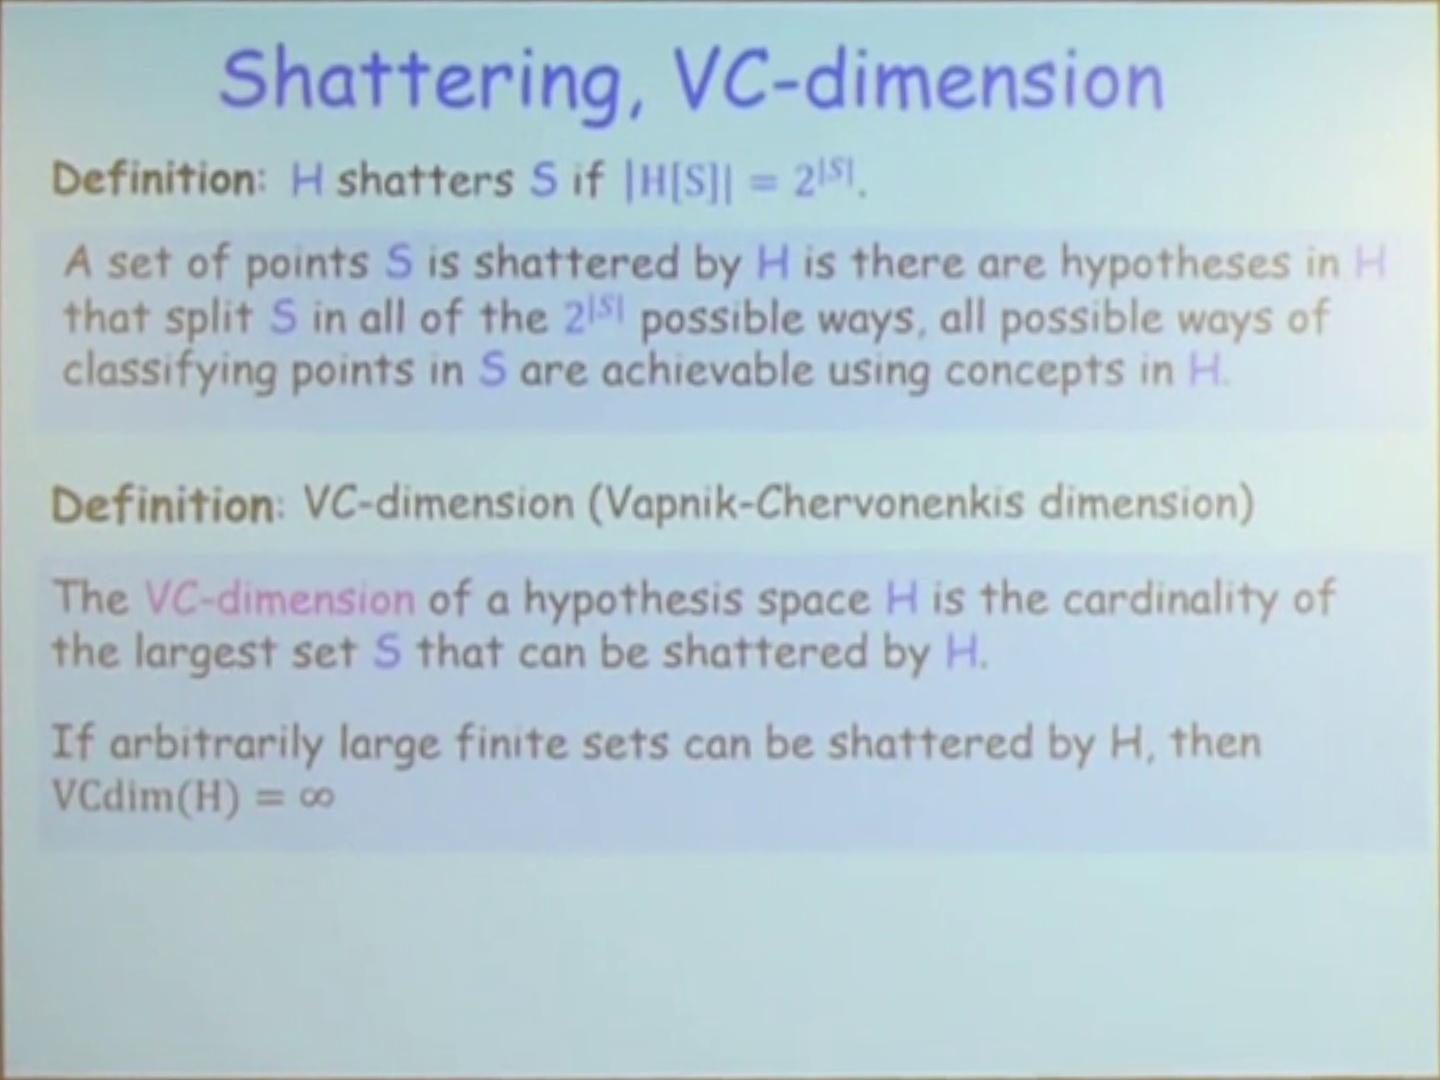 Shattering, VC-dimension
Definition: H shatters S if |H[S]| = 2^{|S|}.
A set of points S is shattered by H is there are hypotheses in H
that split S in all of the 2^{|S|} possible ways, all possible ways of
classifying points in S are achievable using concepts in H.
Definition: VC-dimension (Vapnik-Chervonenkis dimension)
The VC-dimension of a hypothesis space H is the cardinality of
the largest set S that can be shattered by H.
If arbitrarily large finite sets can be shattered by H, then
VCdim(H) = ∞